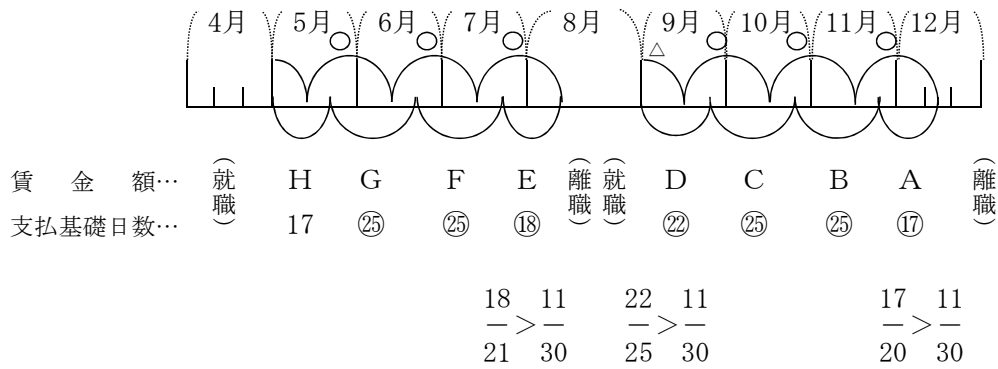 4月 5月 6月 7月 8月 9月 10月 11月 12月
○ ○ ○ △ ○ ○ ○
賃金額… (就職) H G F E (離職) (就職) D C B A (離職)
支払基礎日数… 17 ㉕ ㉕ ⑱ ㉒ ㉕ ㉕ ⑰
18/21 > 11/30 22/25 > 11/30 17/20 > 11/30